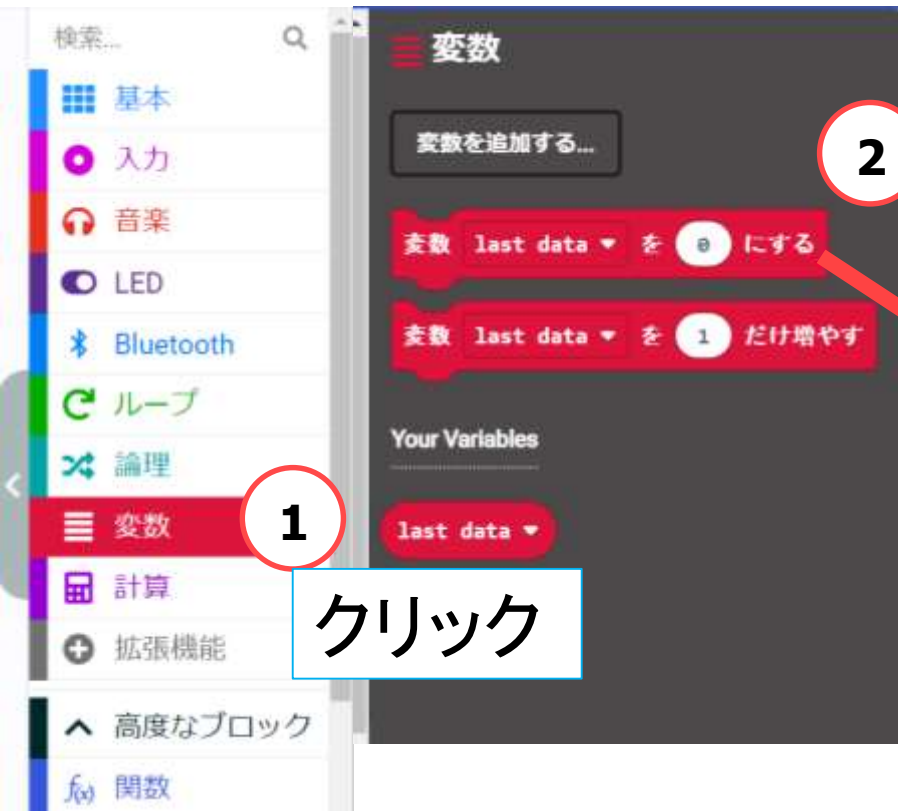 検索...
基本
入力
音楽
LED
Bluetooth
ループ
論理
変数
1
クリック
計算
拡張機能
高度なブロック
f(x) 関数
変数
変数を追加する...
2
変数 last data を 0 にする
変数 last data を 1 だけ増やす
Your Variables
last data